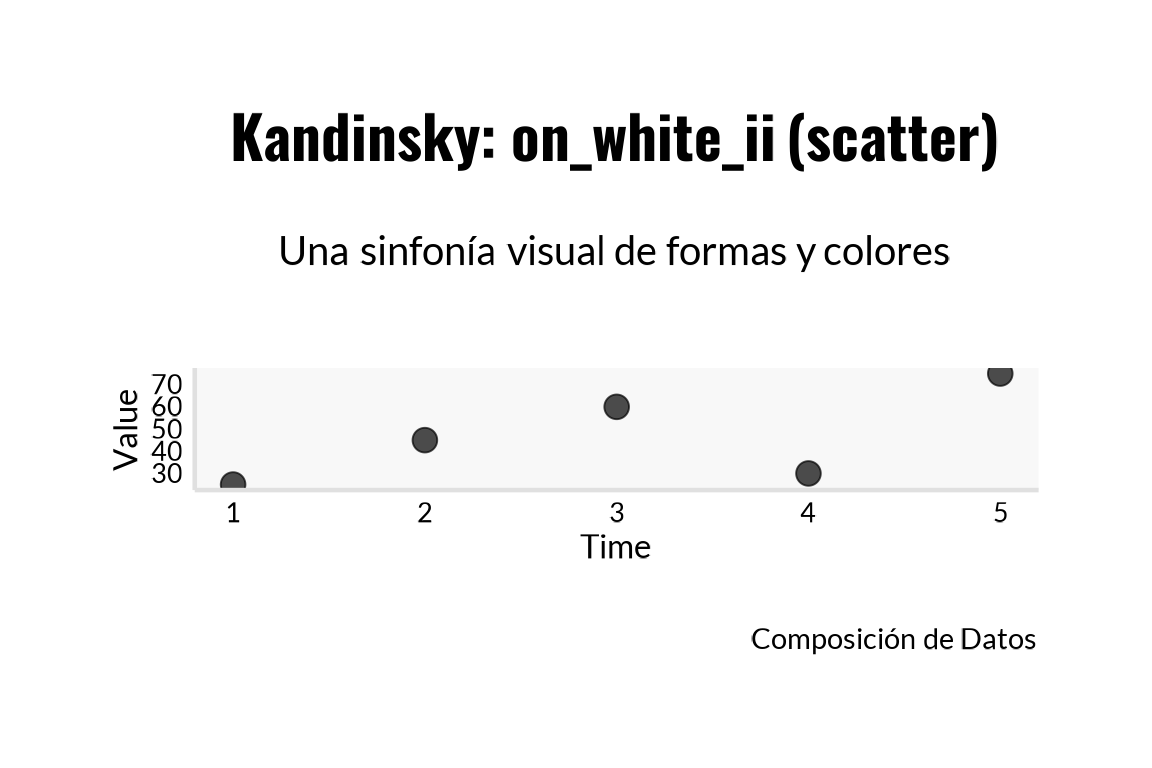 Kandinsky: on_white_ii (scatter)
Una sinfonía visual de formas y colores
Value
70
60
50
40
30
1 2 3 4 5
Time
Composición de Datos